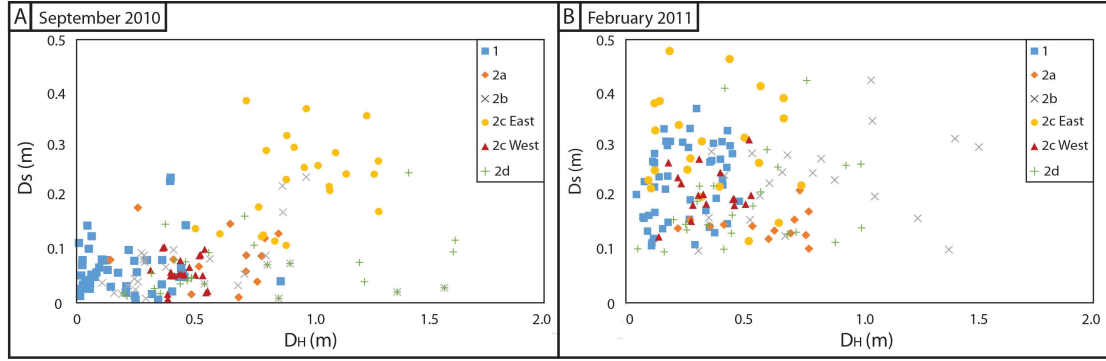 A September 2010
0.5
0.4
0.3
0.2
0.1
0
Ds (m)
0 0.5 1.0 1.5 2.0
DH (m)
1
2a
2b
2c East
2c West
2d
B February 2011
0.5
0.4
0.3
0.2
0.1
0
Ds (m)
0 0.5 1.0 1.5 2.0
DH (m)
1
2a
2b
2c East
2c West
2d